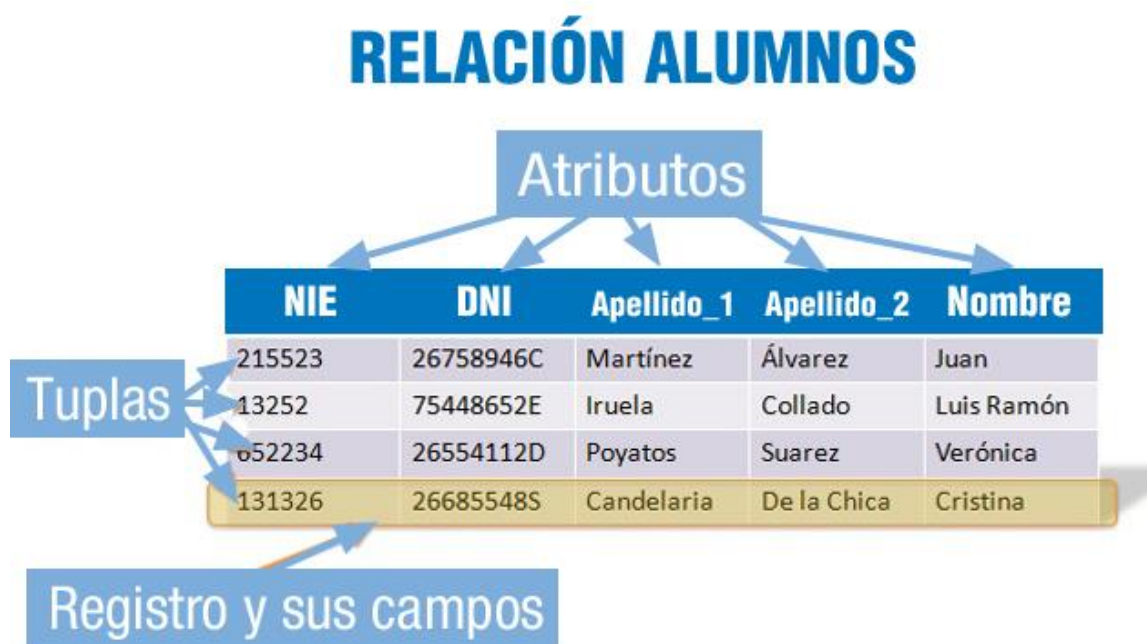 RELACIÓN ALUMNOS
Atributos
NIE DNI Apellido_1 Apellido_2 Nombre
215523 26758946C Martínez Álvarez Juan
Tuplas
13252 75448652E Iruela Collado Luis Ramón
652234 26554112D Poyatos Suarez Verónica
131326 26685548S Candelaria De la Chica Cristina
Registro y sus campos